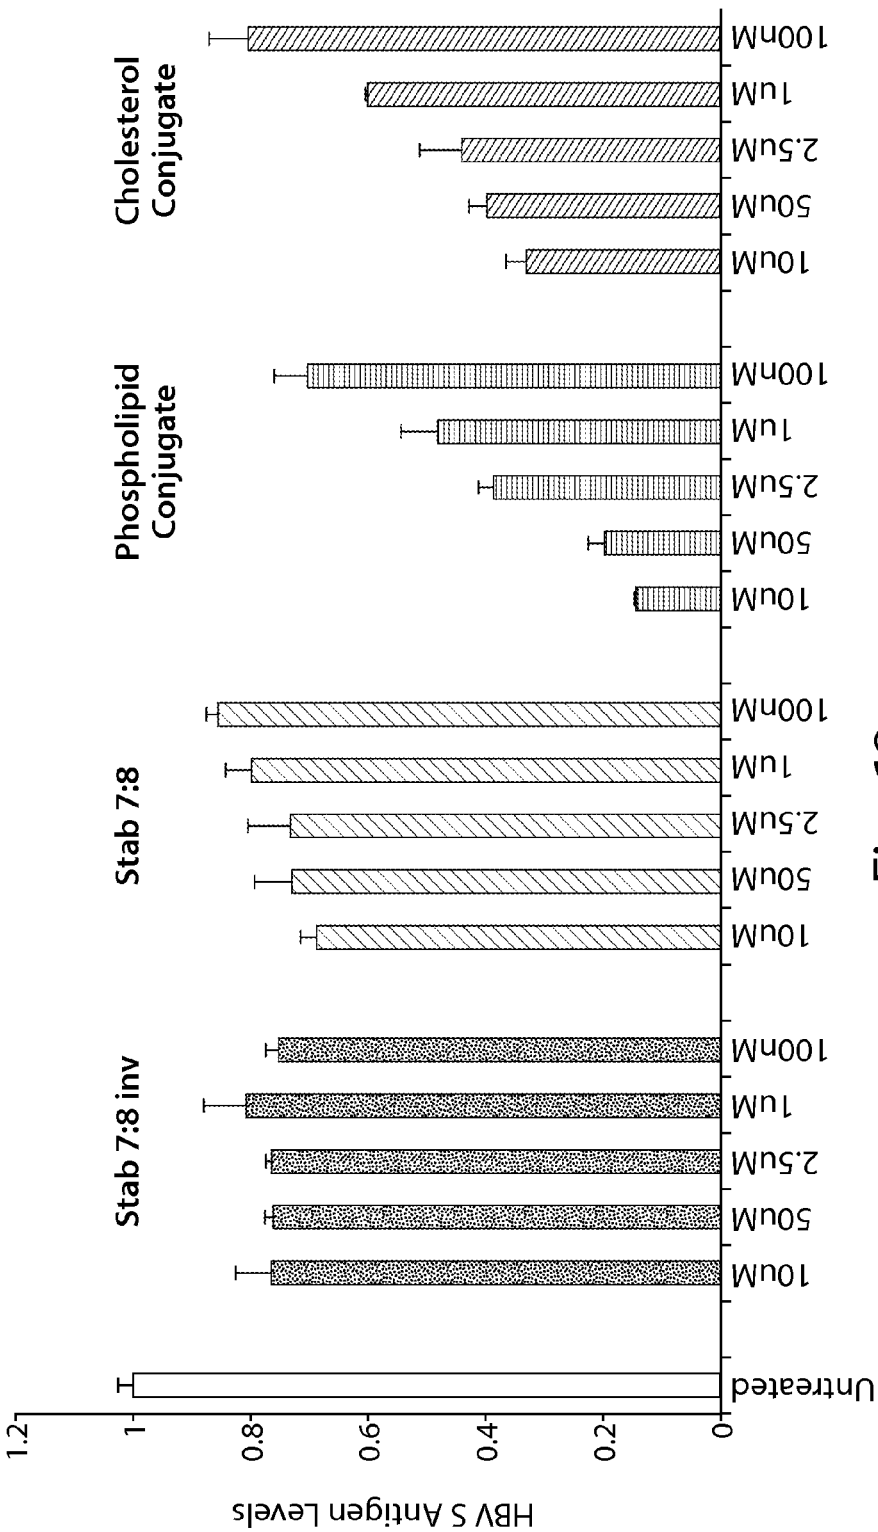 HBV S Antigen Levels
1.2
1
0.8
0.6
0.4
0.2
0
Stab 7:8 inv
Stab 7:8
Phospholipid
Conjugate
Cholesterol
Conjugate
Untreated
10uM
50uM
2.5uM
1uM
100nM
10uM
50uM
2.5uM
1uM
100nM
10uM
50uM
2.5uM
1uM
100nM
10uM
50uM
2.5uM
1uM
100nM